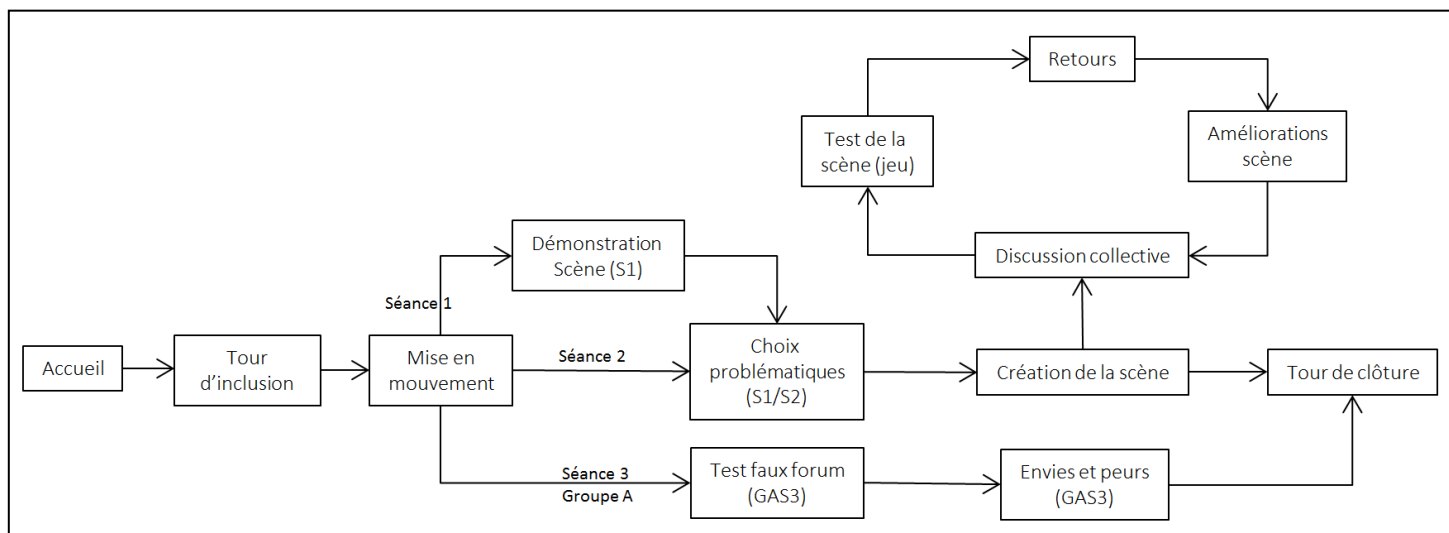 Retours
Test de la
scène (jeu)
Améliorations
scène
Démonstration
Scène (S1)
Discussion collective
Séance 1
Accueil
Tour
d’inclusion
Mise en
mouvement
Séance 2
Choix
problématiques
(S1/S2)
Création de la scène
Tour de clôture
Séance 3
Groupe A
Test faux forum
(GAS3)
Envies et peurs
(GAS3)